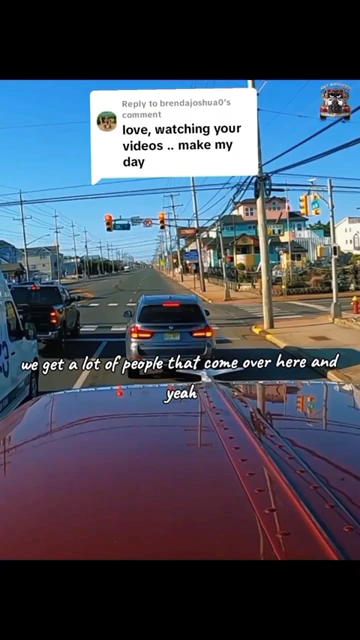 Reply to brendajoshua0's
comment
love, watching your
videos .. make my
day
we get a lot of people that come over here and
yeah